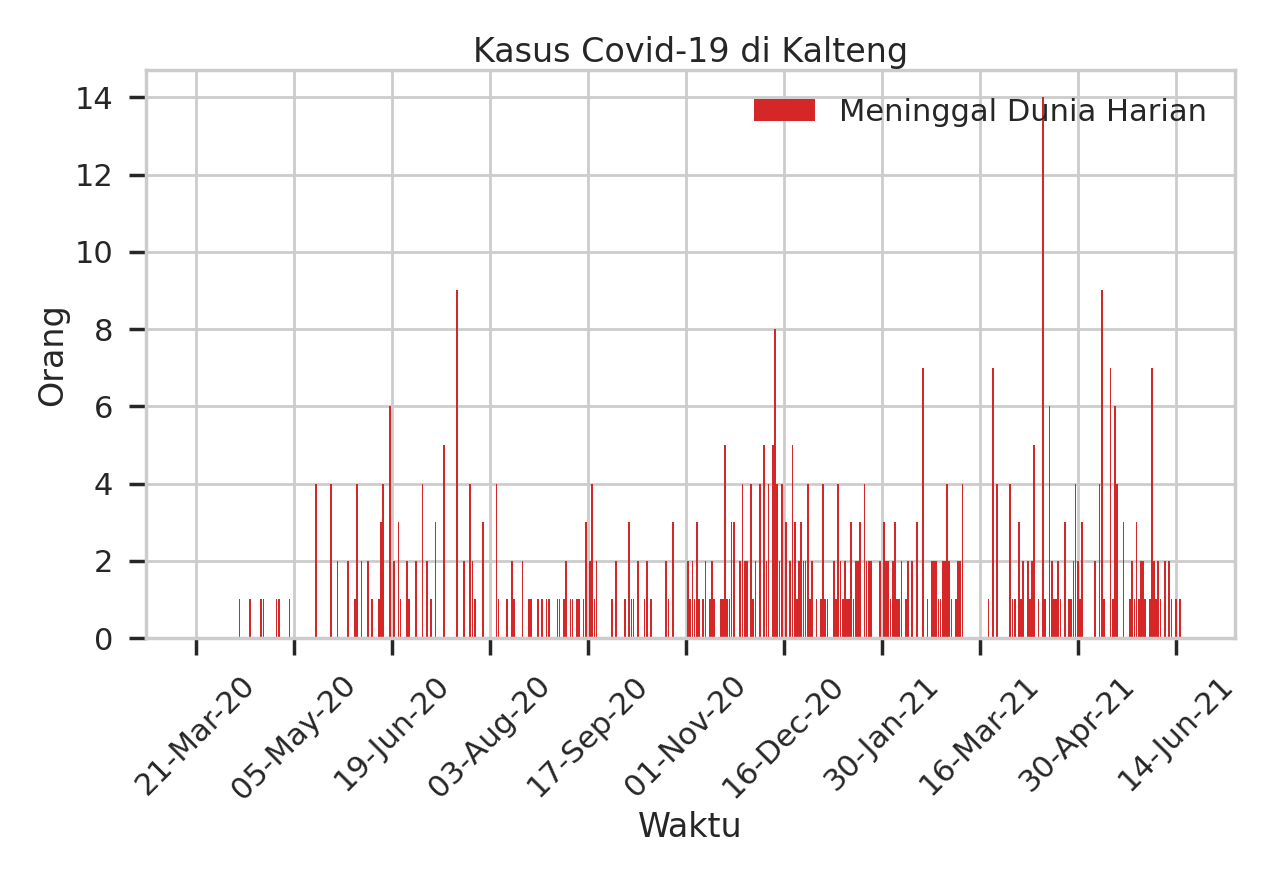 Kasus Covid-19 di Kalteng
Meninggal Dunia Harian
Orang
14
12
10
8
6
4
2
0
21-Mar-20
05-May-20
19-Jun-20
03-Aug-20
17-Sep-20
01-Nov-20
16-Dec-20
30-Jan-21
16-Mar-21
30-Apr-21
14-Jun-21
Waktu